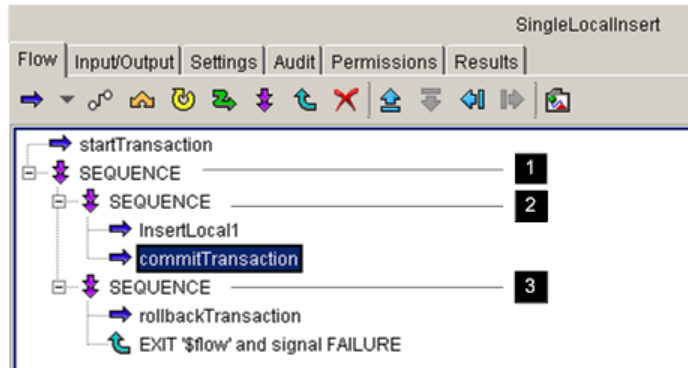 SingleLocalInsert
Flow Input/Output Settings Audit Permissions Results
startTransaction
SEQUENCE 1
SEQUENCE 2
InsertLocal1
commitTransaction
SEQUENCE 3
rollbackTransaction
EXIT '$flow' and signal FAILURE